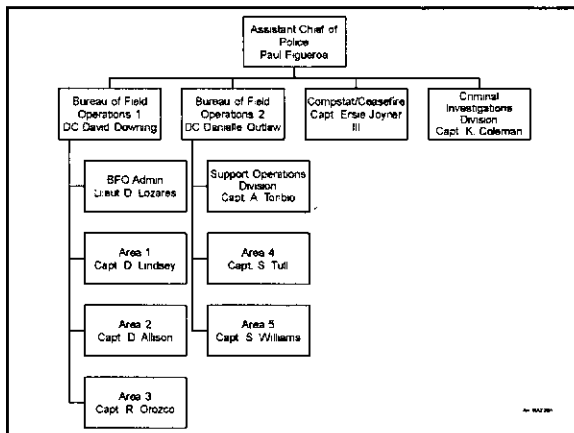 Assistant Chief of
Police
Paul Figueroa
Bureau of Field
Operations 1
DC David Downing
Bureau of Field
Operations 2
DC Danielle Outlaw
Compstat/Ceasefire
Capt Ersie Joyner
III
Criminal
Investigations
Division
Capt K. Coleman
BFO Admin
Lieut D. Lozares
Support Operations
Division
Capt. A Toribio
Area 1
Capt D Lindsey
Area 4
Capt. S Tull
Area 2
Capt. D Allison
Area 5
Capt S Williams
Area 3
Capt R Orozco